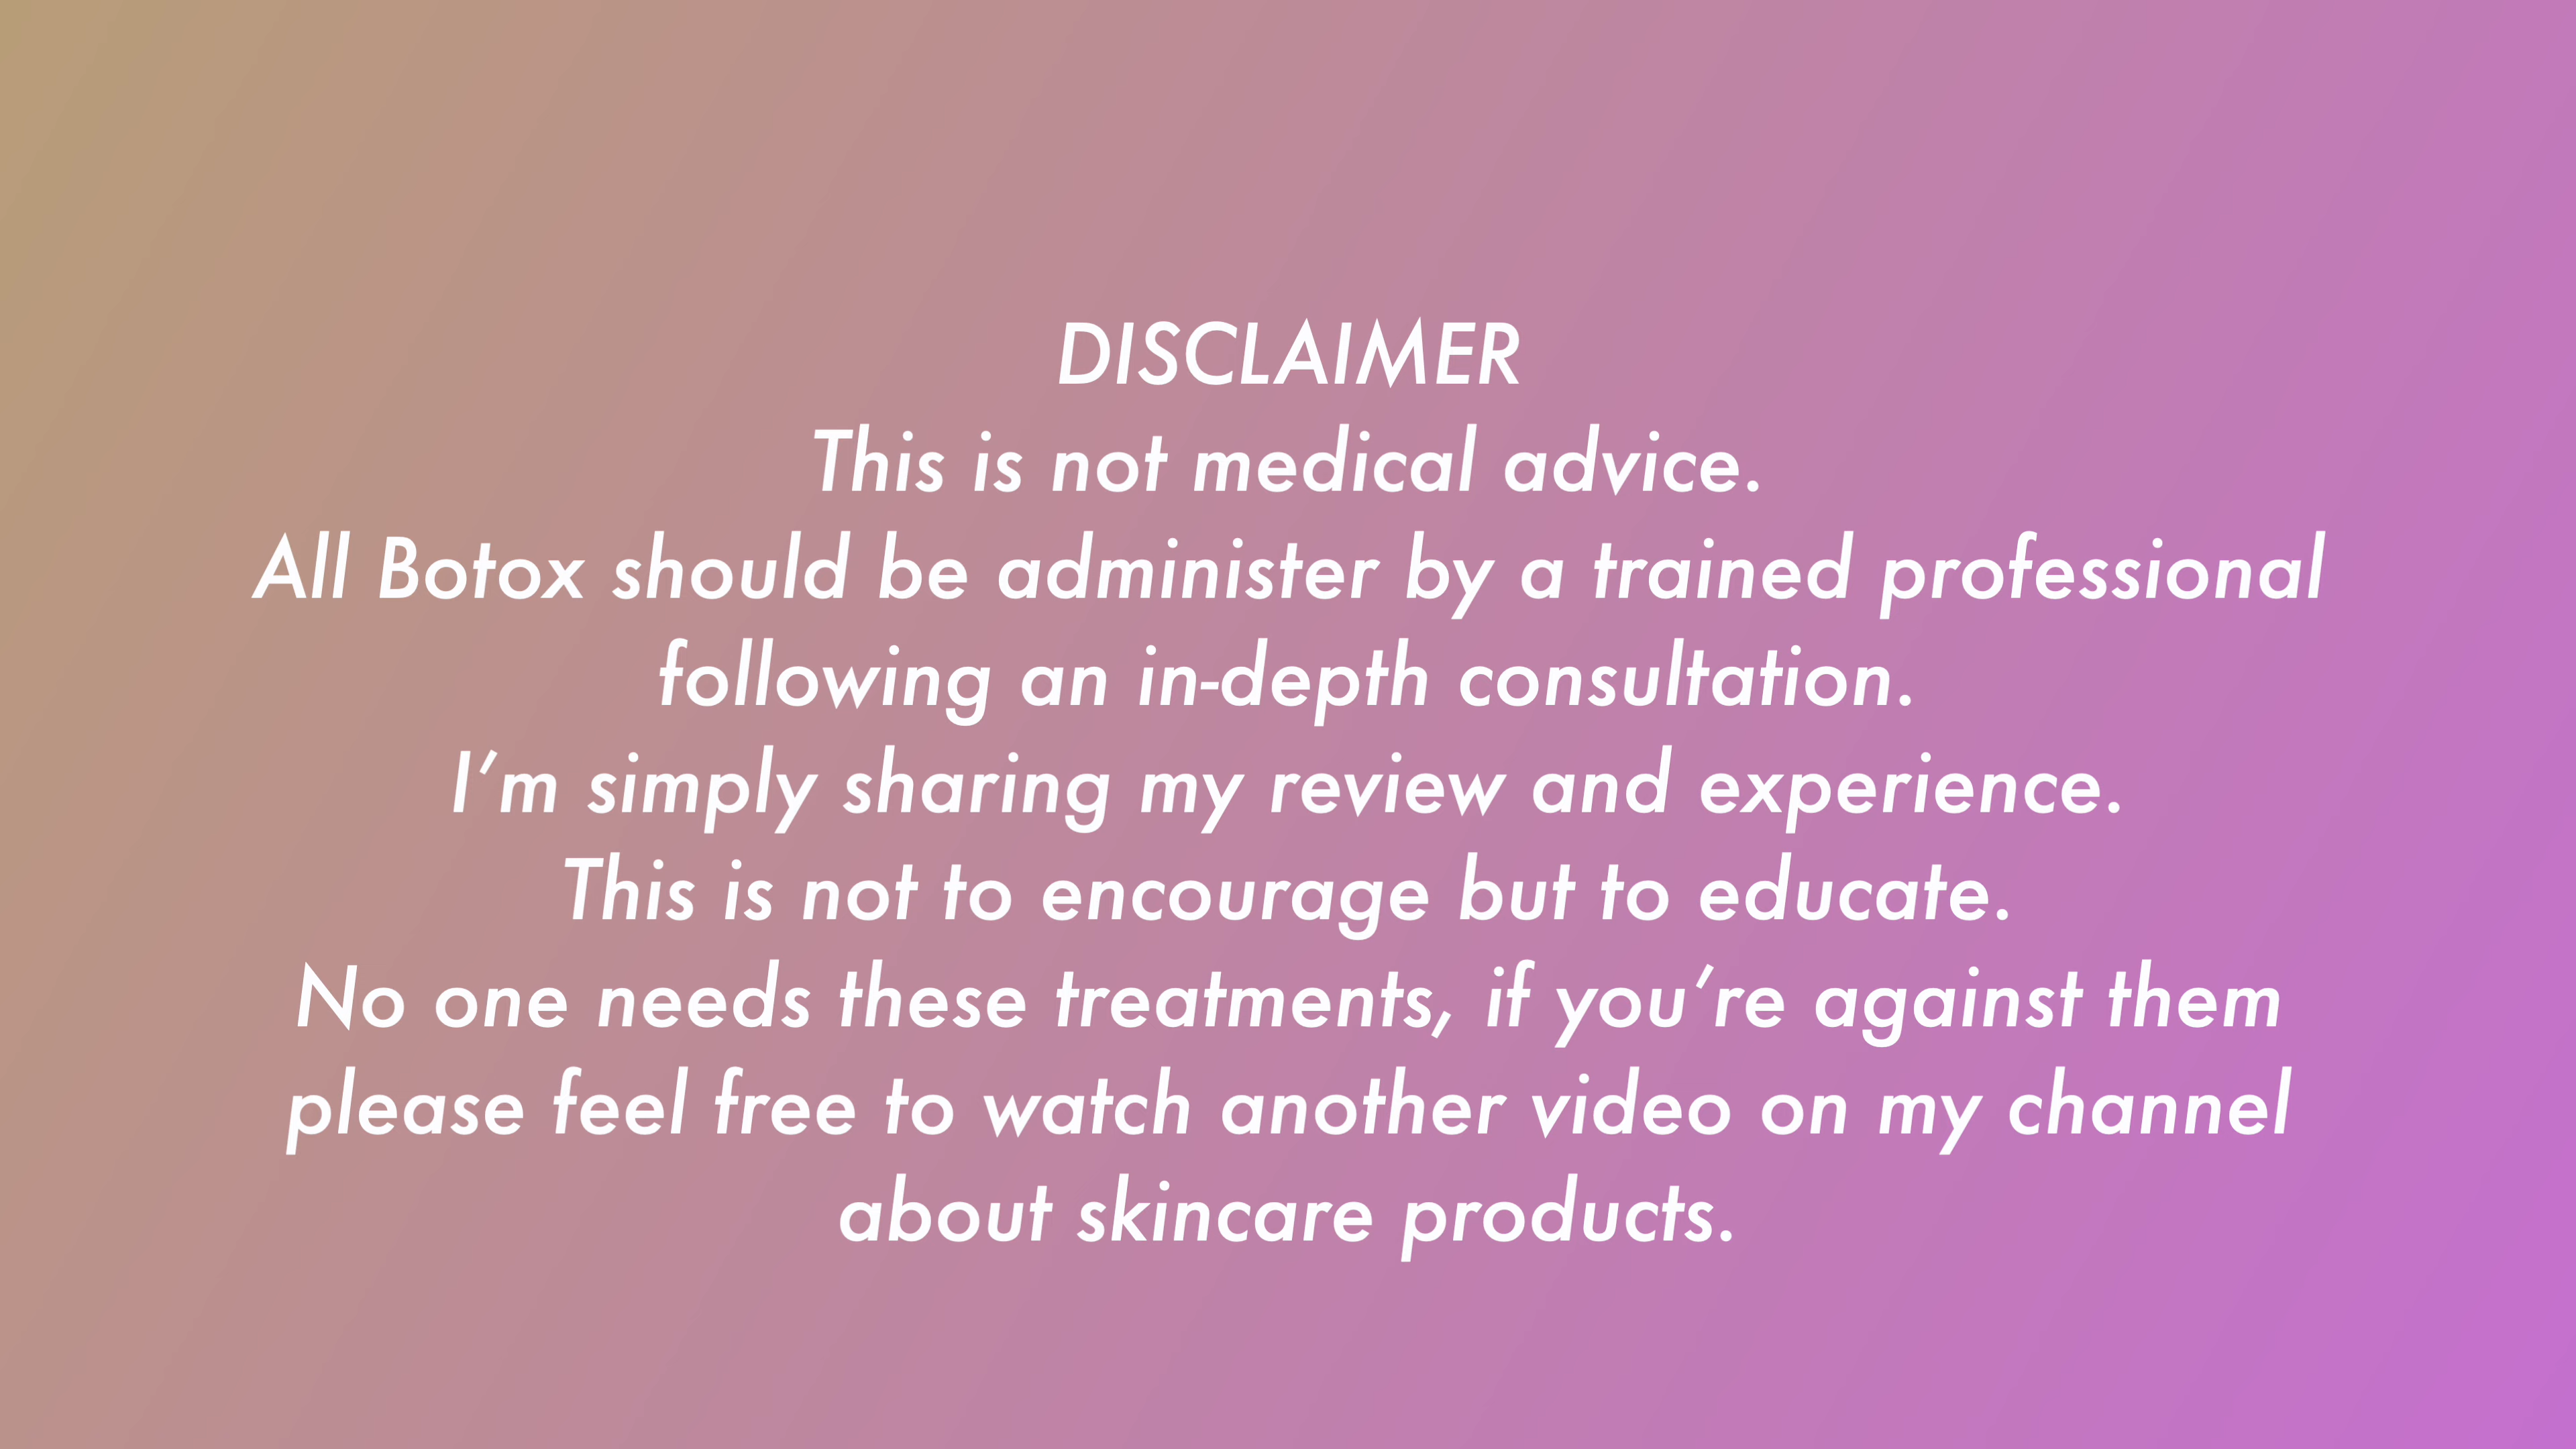 DISCLAIMER
This is not medical advice.
All Botox should be administer by a trained professional
following an in-depth consultation.
I’m simply sharing my review and experience.
This is not to encourage but to educate.
No one needs these treatments, if you’re against them
please feel free to watch another video on my channel
about skincare products.